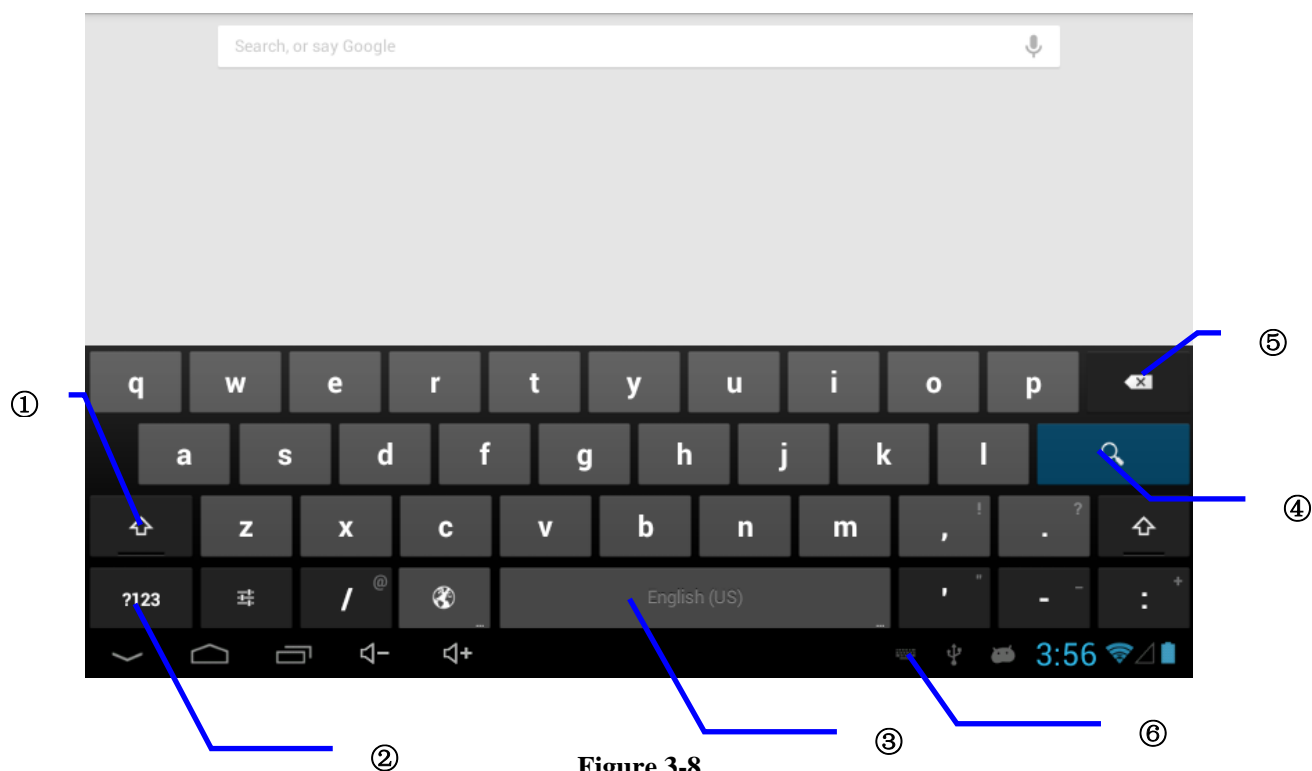 Search, or say Google
⑤
q w e r t y u i o p
①
a s d f g h j k l
④
z x c v b n m , ! . ?
?123 / @ English (US) ' " - _ : +
3:56
⑥
③
②
Figure 3-8